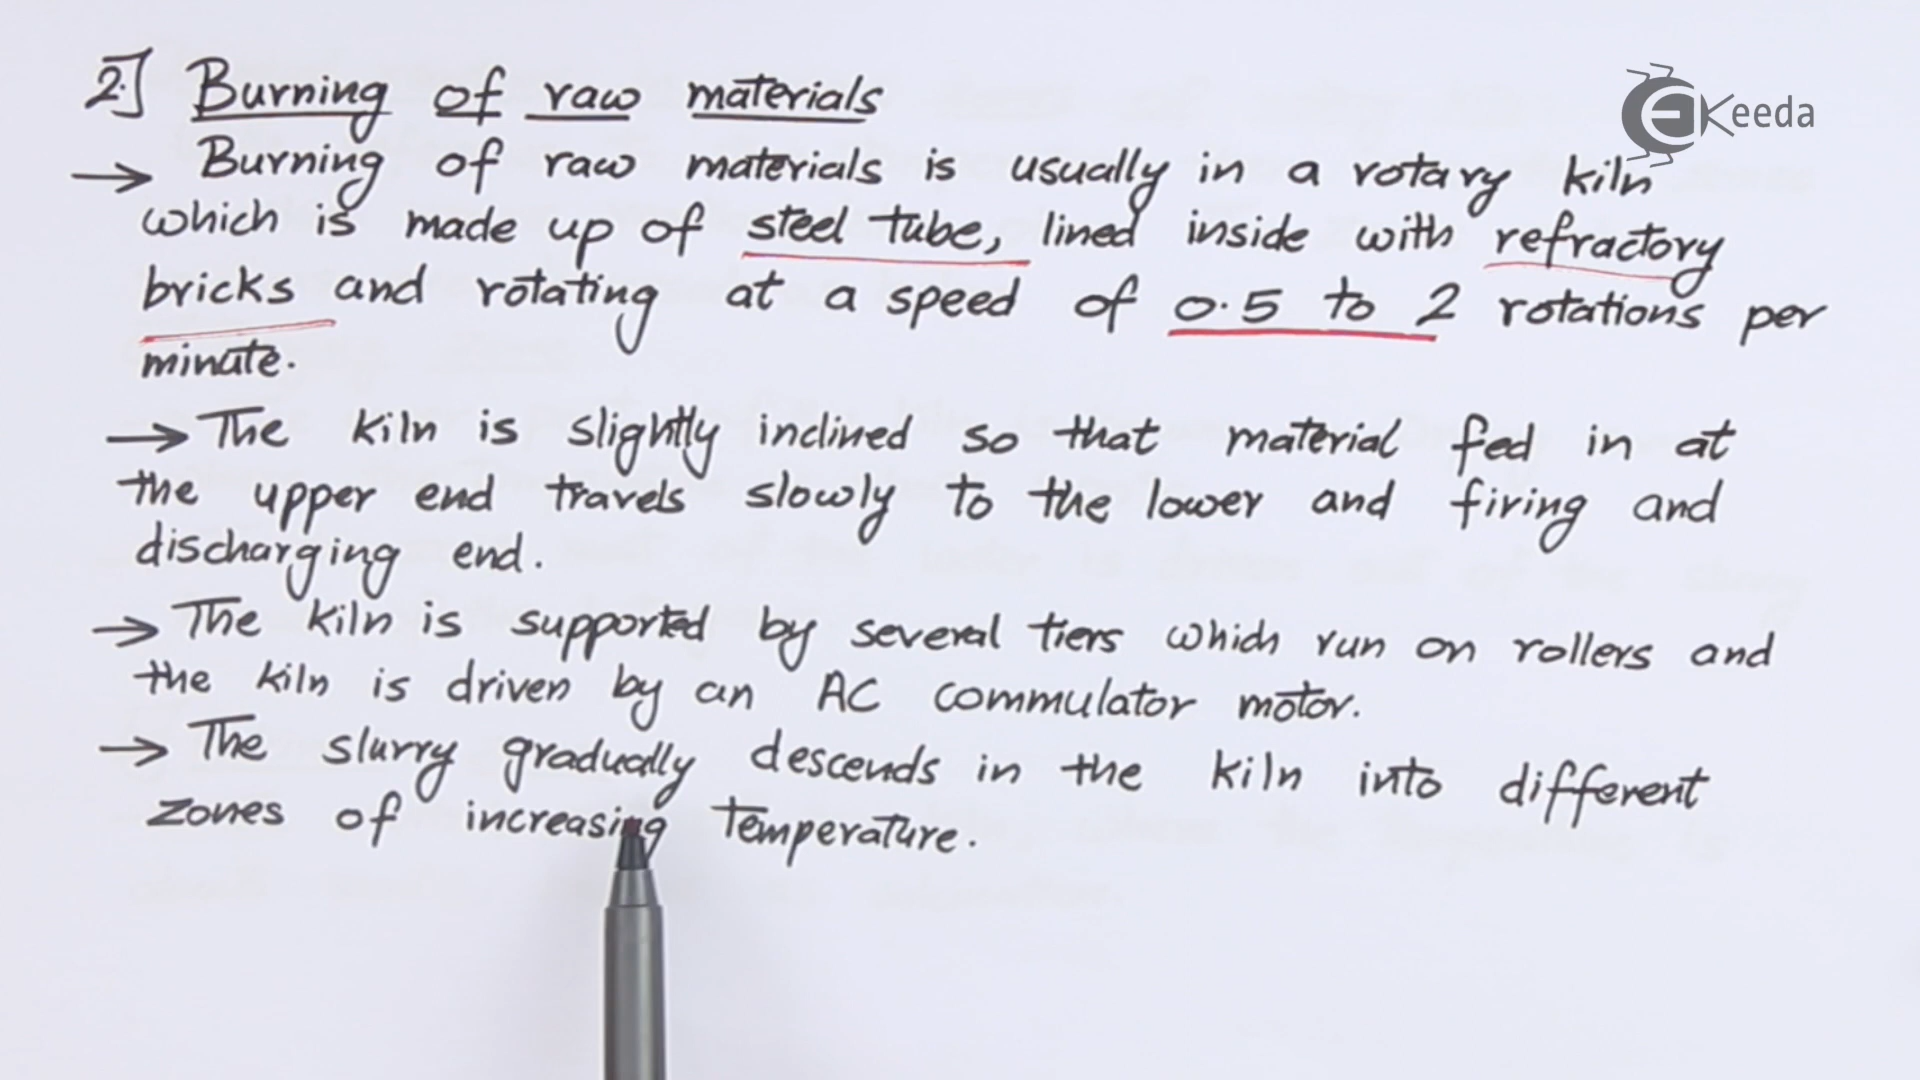 2.] Burning of raw materials
EKeeda
→ Burning of raw materials is usually in a rotary kiln
which is made up of steel tube, lined inside with refractory
bricks and rotating at a speed of 0.5 to 2 rotations per
minute.
→ The kiln is slightly inclined so that material fed in at
the upper end travels slowly to the lower and firing and
discharging end.
→ The kiln is supported by several tiers which run on rollers and
the kiln is driven by an AC commulator motor.
→ The slurry gradually descends in the kiln into different
zones of increasing temperature.